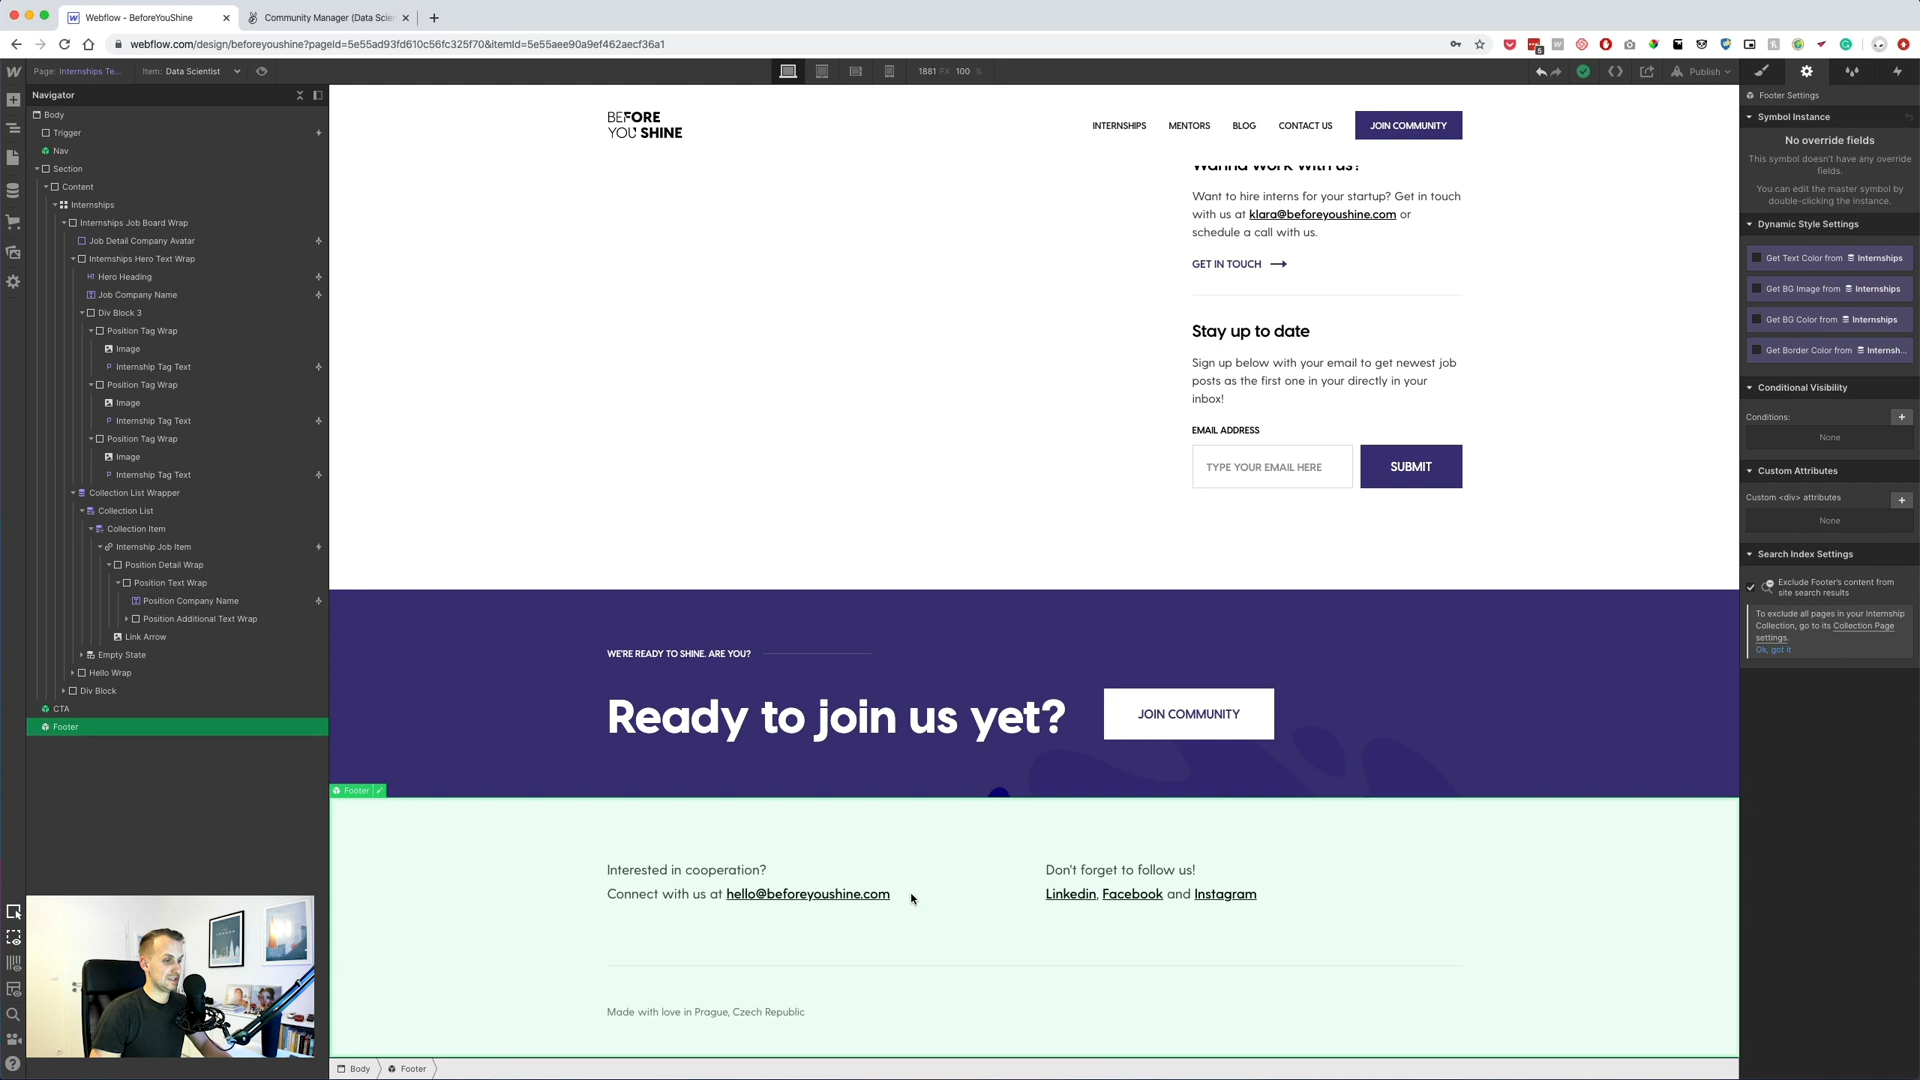 Webflow - BeforeYouShine
Community Manager (Data Scien
webflow.com/design/beforeyoushine?pageId=5e55ad93fd610c56fc325f70&itemId=5e55aee90a9ef462aecf36a1
Page: Internships Te...
Item: Data Scientist
1881 PX 100 %
Publish
Navigator
Body
Trigger
Nav
Section
Content
Internships
Internships Job Board Wrap
Job Detail Company Avatar
Internships Hero Text Wrap
H1 Hero Heading
Job Company Name
Div Block 3
Position Tag Wrap
Image
Internship Tag Text
Position Tag Wrap
Image
Internship Tag Text
Position Tag Wrap
Image
Internship Tag Text
Collection List Wrapper
Collection List
Collection Item
Internship Job Item
Position Detail Wrap
Position Text Wrap
Position Company Name
Position Additional Text Wrap
Link Arrow
Empty State
Hello Wrap
Div Block
CTA
Footer
BEFORE
YOU SHINE
INTERNSHIPS
MENTORS
BLOG
CONTACT US
JOIN COMMUNITY
Wanna work with us?
Want to hire interns for your startup? Get in touch
with us at klara@beforeyoushine.com or
schedule a call with us.
GET IN TOUCH
Stay up to date
Sign up below with your email to get newest job
posts as the first one in your directly in your
inbox!
EMAIL ADDRESS
TYPE YOUR EMAIL HERE
SUBMIT
WE'RE READY TO SHINE. ARE YOU?
Ready to join us yet?
JOIN COMMUNITY
Footer
Interested in cooperation?
Connect with us at hello@beforeyoushine.com
Don't forget to follow us!
Linkedin, Facebook and Instagram
Made with love in Prague, Czech Republic
Body
Footer
Footer Settings
Symbol Instance
No override fields
This symbol doesn't have any override
fields.
You can edit the master symbol by
double-clicking the instance.
Dynamic Style Settings
Get Text Color from Internships
Get BG Image from Internships
Get BG Color from Internships
Get Border Color from Internsh...
Conditional Visibility
Conditions:
None
Custom Attributes
Custom <div> attributes
None
Search Index Settings
Exclude Footer's content from
site search results
To exclude all pages in your Internship
Collection, go to its Collection Page
settings.
Ok, got it